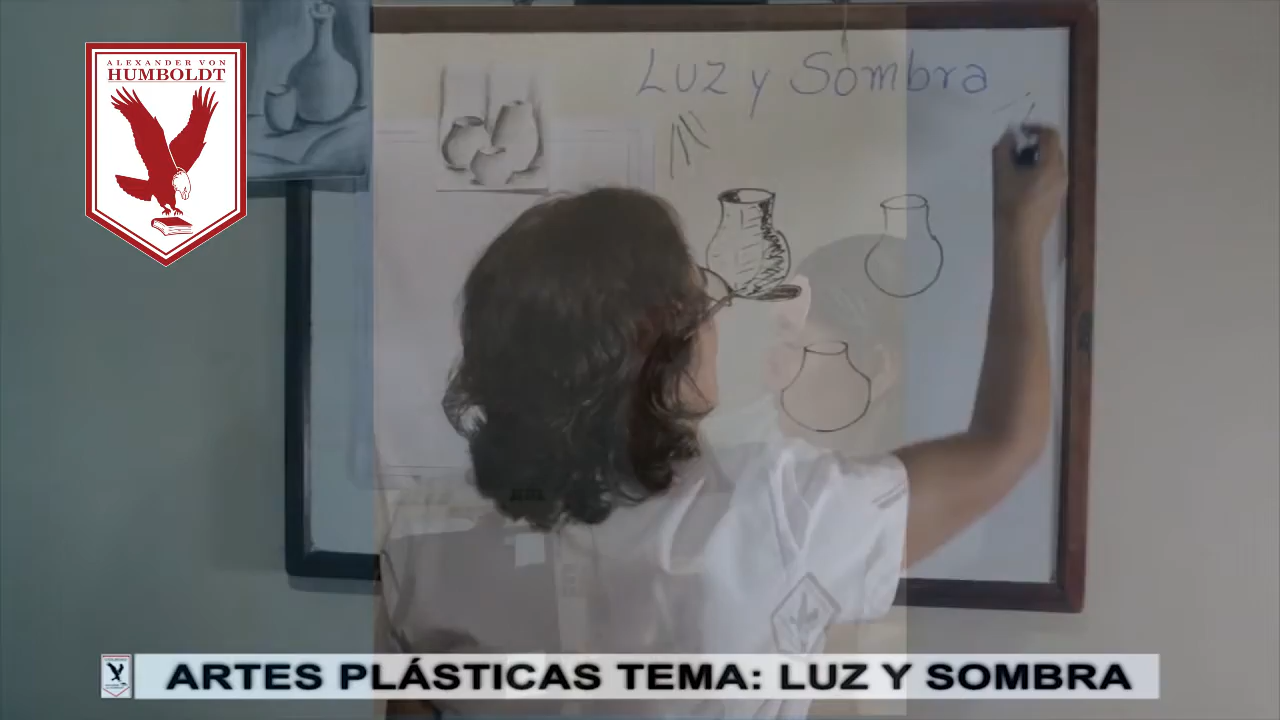 ALEXANDER VON
HUMBOLDT
Luz y Sombra
ARTES PLÁSTICAS TEMA: LUZ Y SOMBRA